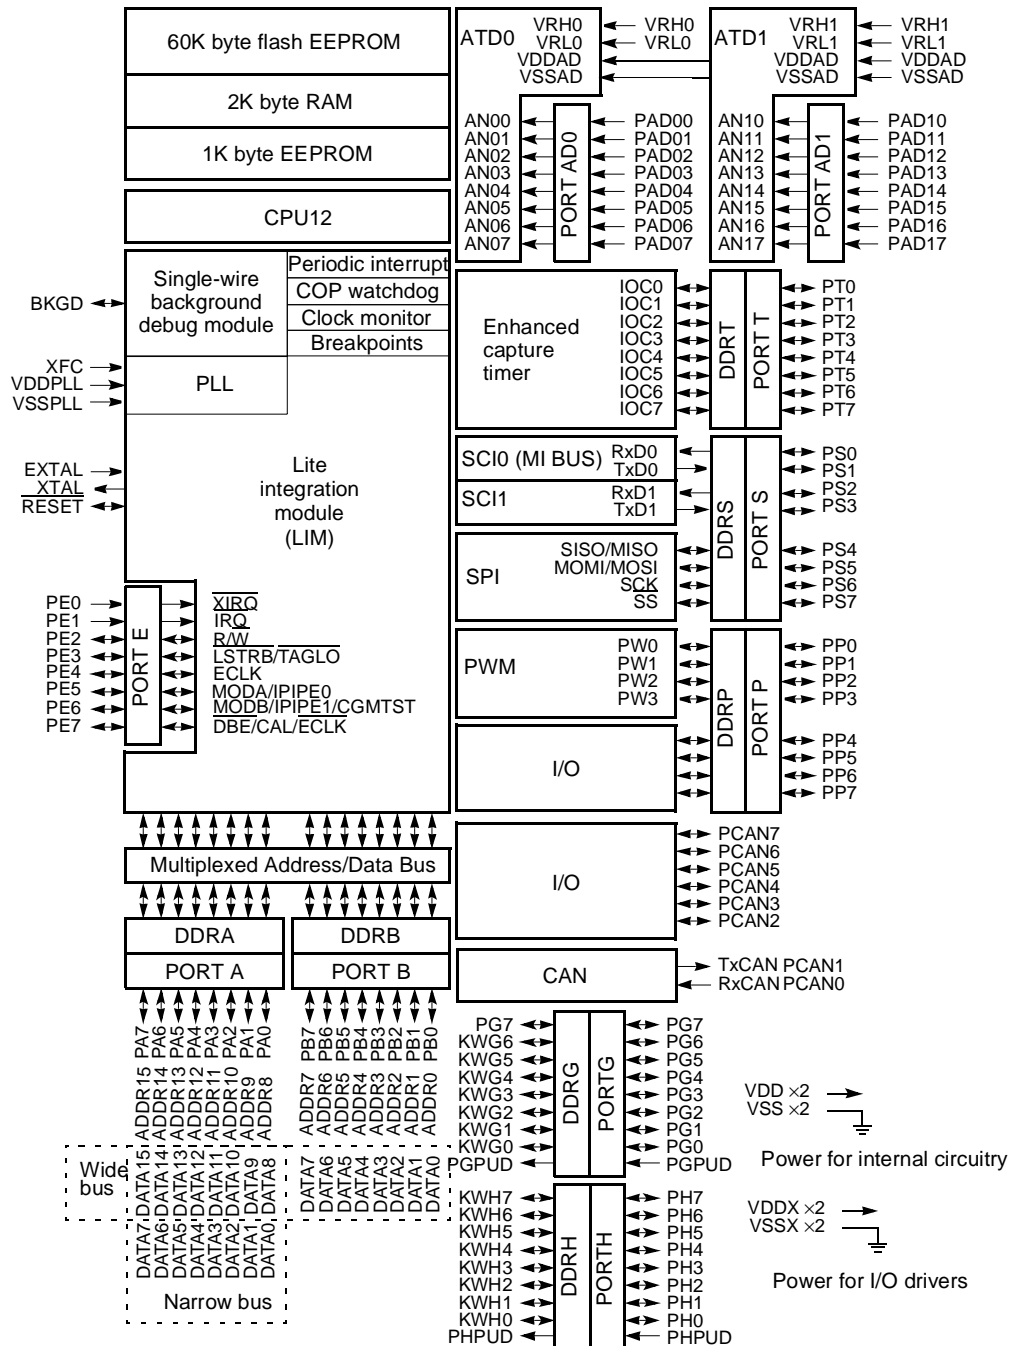 60K byte flash EEPROM
2K byte RAM
1K byte EEPROM
CPU12
Single-wire
background
debug module
Periodic interrupt
COP watchdog
Clock monitor
Breakpoints
BKGD
PLL
XFC
VDDPLL
VSSPLL
Lite
integration
module
(LIM)
EXTAL
XTAL
RESET
PE0
PE1
PE2
PE3
PE4
PE5
PE6
PE7
PORT E
XIRQ
IRQ
R/W
LSTRB/TAGLO
ECLK
MODA/IPIPE0
MODB/IPIPE1/CGMTST
DBE/CAL/ECLK
Multiplexed Address/Data Bus
DDRA
DDRB
PORT A
PORT B
PA7
PA6
PA5
PA4
PA3
PA2
PA1
PA0
PB7
PB6
PB5
PB4
PB3
PB2
PB1
PB0
ADDR15
ADDR14
ADDR13
ADDR12
ADDR11
ADDR10
ADDR9
ADDR8
ADDR7
ADDR6
ADDR5
ADDR4
ADDR3
ADDR2
ADDR1
ADDR0
Wide
bus
DATA15
DATA14
DATA13
DATA12
DATA11
DATA10
DATA9
DATA8
DATA7
DATA6
DATA5
DATA4
DATA3
DATA2
DATA1
DATA0
DATA7
DATA6
DATA5
DATA4
DATA3
DATA2
DATA1
DATA0
Narrow bus
ATD0
VRH0
VRL0
VDDAD
VSSAD
VRH0
VRL0
AN00
AN01
AN02
AN03
AN04
AN05
AN06
AN07
PORT AD0
PAD00
PAD01
PAD02
PAD03
PAD04
PAD05
PAD06
PAD07
ATD1
VRH1
VRL1
VDDAD
VSSAD
VRH1
VRL1
VDDAD
VSSAD
AN10
AN11
AN12
AN13
AN14
AN15
AN16
AN17
PORT AD1
PAD10
PAD11
PAD12
PAD13
PAD14
PAD15
PAD16
PAD17
Enhanced
capture
timer
IOC0
IOC1
IOC2
IOC3
IOC4
IOC5
IOC6
IOC7
DDRT
PORT T
PT0
PT1
PT2
PT3
PT4
PT5
PT6
PT7
SCI0 (MI BUS)
RxD0
TxD0
SCI1
RxD1
TxD1
SPI
SISO/MISO
MOMI/MOSI
SCK
SS
DDRS
PORT S
PS0
PS1
PS2
PS3
PS4
PS5
PS6
PS7
PWM
PW0
PW1
PW2
PW3
I/O
DDRP
PORT P
PP0
PP1
PP2
PP3
PP4
PP5
PP6
PP7
I/O
PCAN7
PCAN6
PCAN5
PCAN4
PCAN3
PCAN2
CAN
TxCAN PCAN1
RxCAN PCAN0
PG7
KWG6
KWG5
KWG4
KWG3
KWG2
KWG1
KWG0
PGPUD
DDRG
PORTG
PG7
PG6
PG5
PG4
PG3
PG2
PG1
PG0
PGPUD
KWH7
KWH6
KWH5
KWH4
KWH3
KWH2
KWH1
KWH0
PHPUD
DDRH
PORTH
PH7
PH6
PH5
PH4
PH3
PH2
PH1
PH0
PHPUD
VDD ×2
VSS ×2
Power for internal circuitry
VDDX ×2
VSSX ×2
Power for I/O drivers